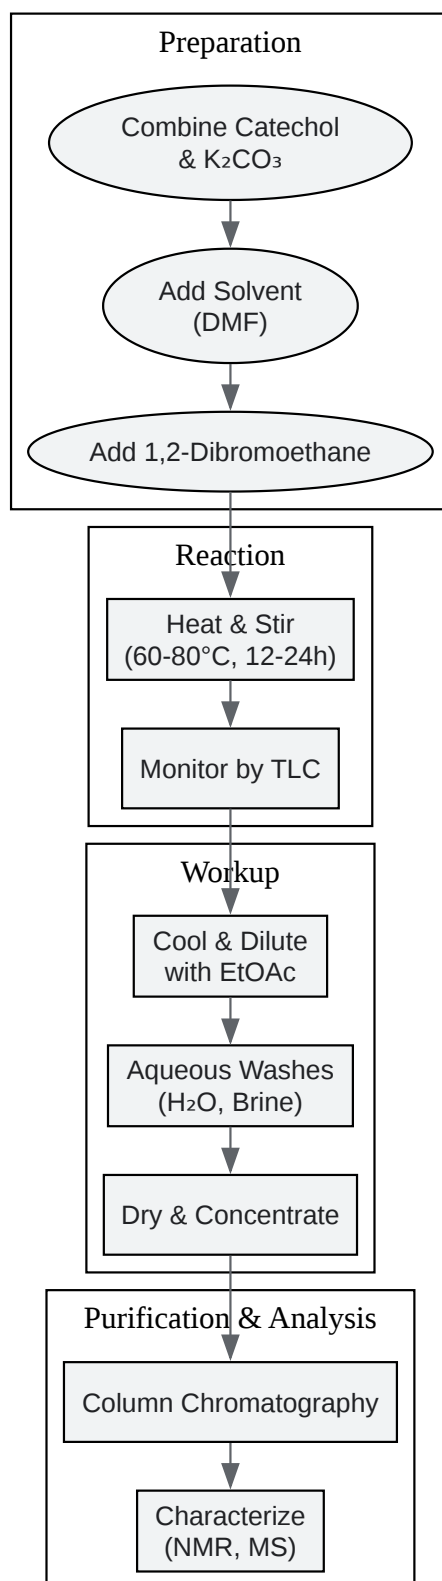 Preparation
Combine Catechol
& K₂CO₃
Add Solvent
(DMF)
Add 1,2-Dibromoethane
Reaction
Heat & Stir
(60-80°C, 12-24h)
Monitor by TLC
Workup
Cool & Dilute
with EtOAc
Aqueous Washes
(H₂O, Brine)
Dry & Concentrate
Purification & Analysis
Column Chromatography
Characterize
(NMR, MS)